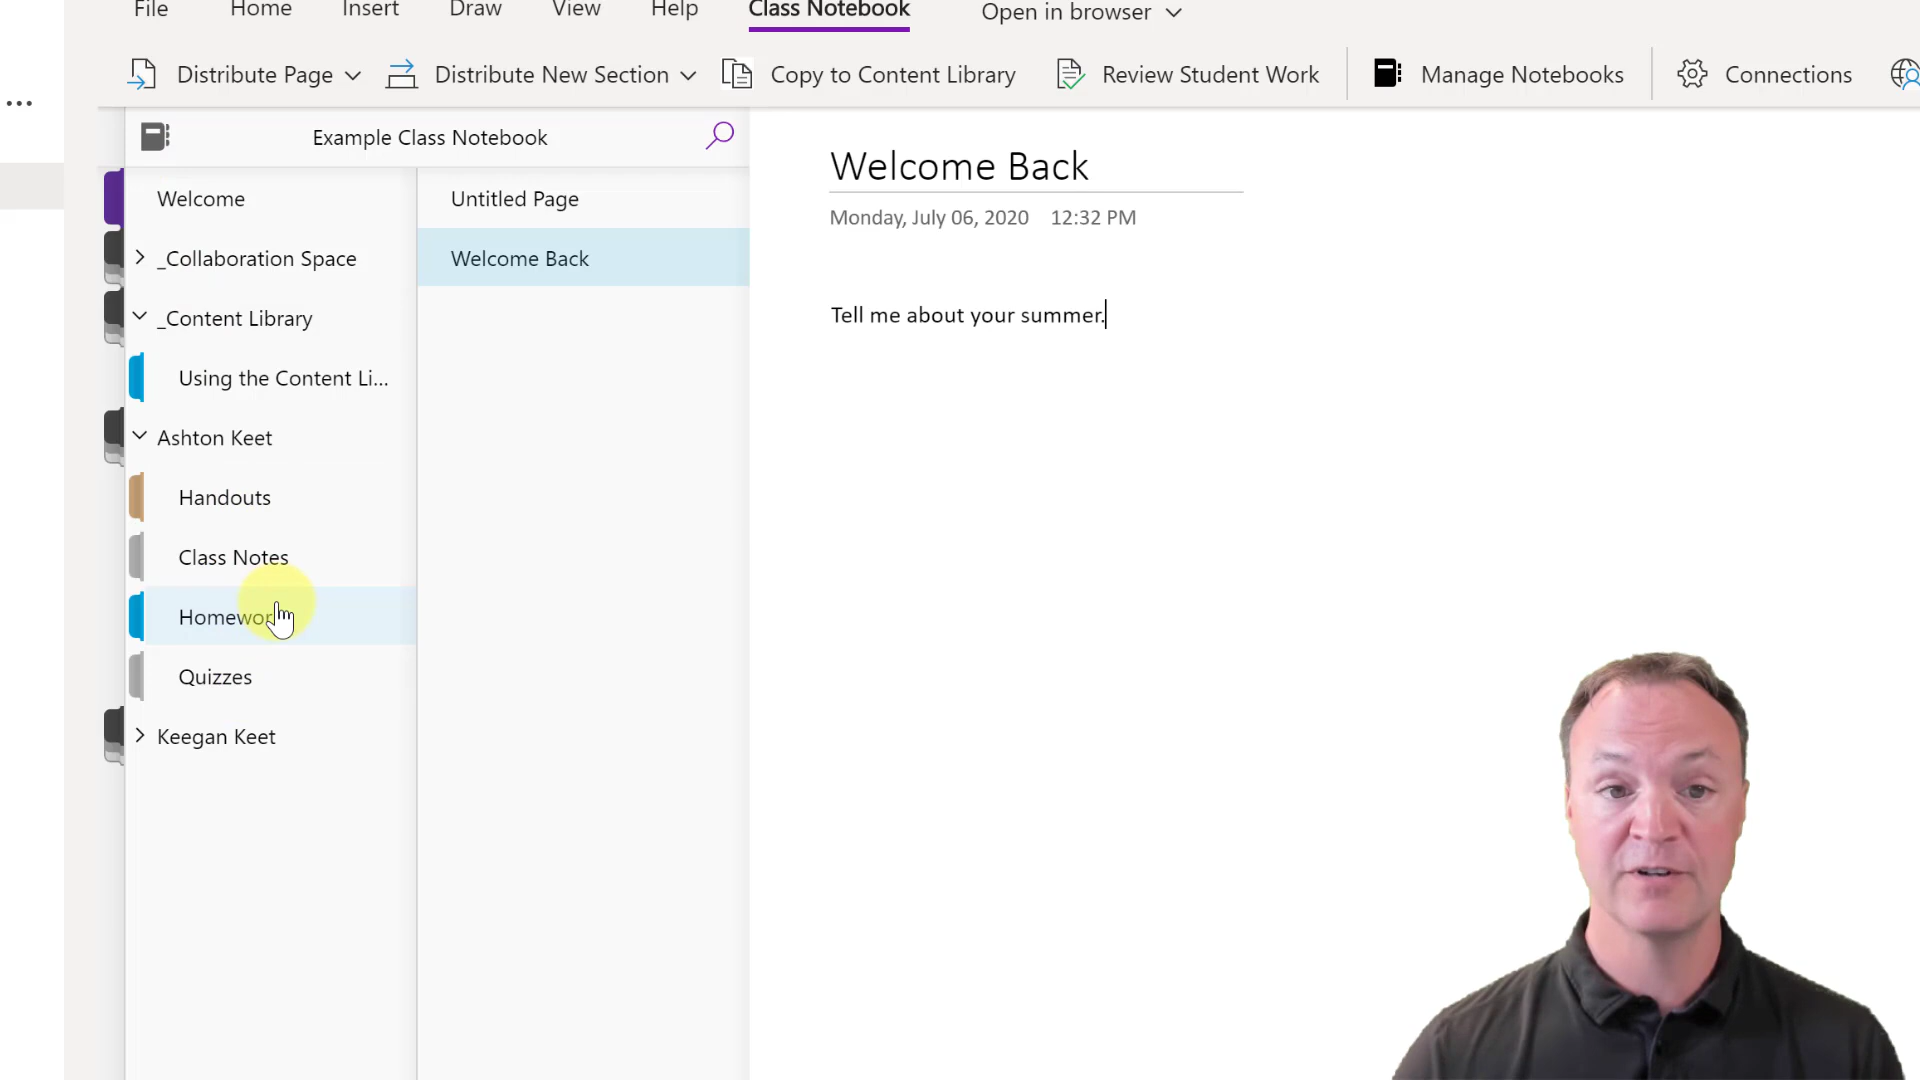 File Home Insert Draw View Help Class Notebook Open in browser
Distribute Page Distribute New Section Copy to Content Library Review Student Work Manage Notebooks Connections
Example Class Notebook
Welcome
_Collaboration Space
_Content Library
Using the Content Li...
Ashton Keet
Handouts
Class Notes
Homewor
Quizzes
Keegan Keet
Untitled Page
Welcome Back
Welcome Back
Monday, July 06, 2020 12:32 PM
Tell me about your summer.